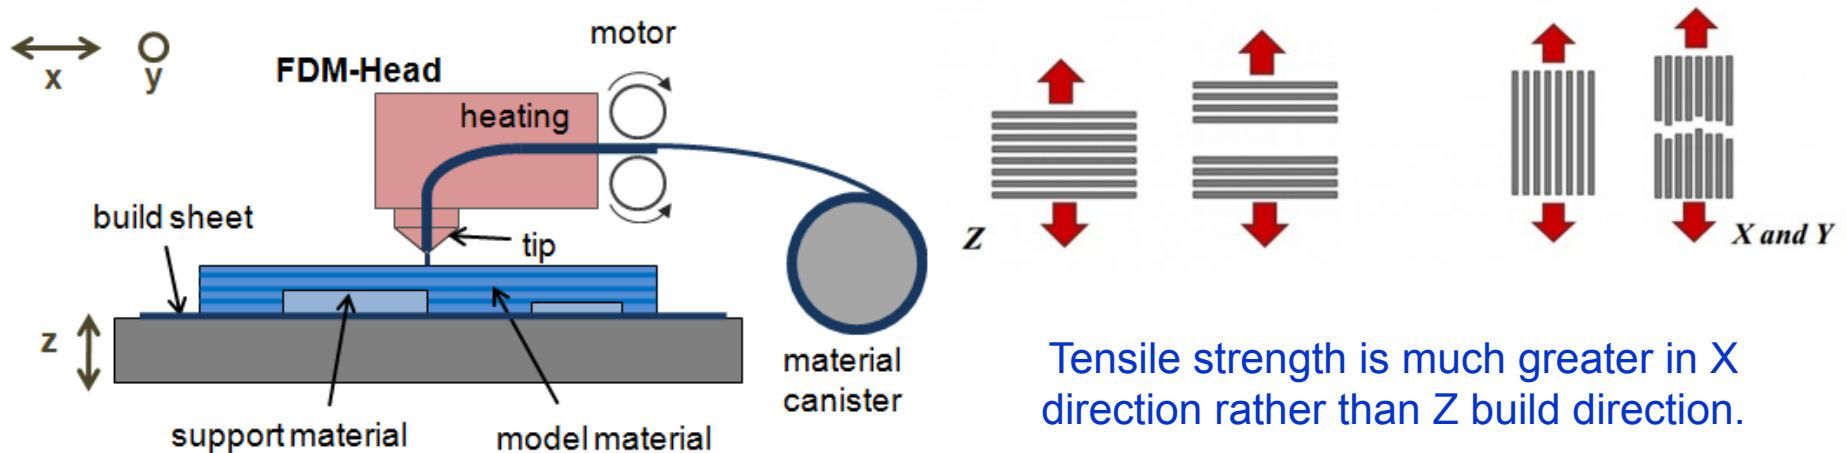 x
y
FDM-Head
motor
heating
build sheet
tip
z
support material
model material
material
canister
Z
X and Y
Tensile strength is much greater in X
direction rather than Z build direction.